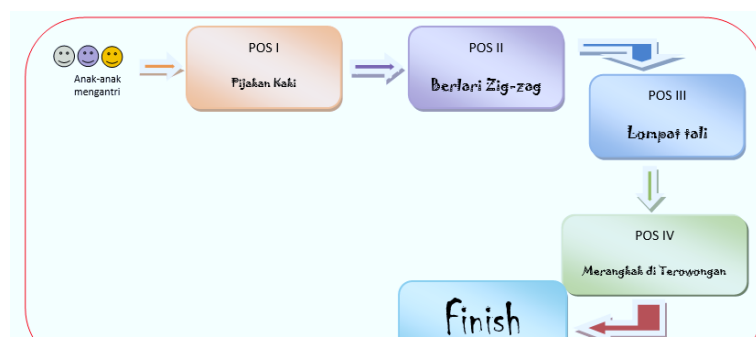 Anak-anak
mengantri
POS I
Pijakan Kaki
POS II
Berlari Zig-zag
POS III
Lompat tali
POS IV
Merangkak di Terowongan
Finish